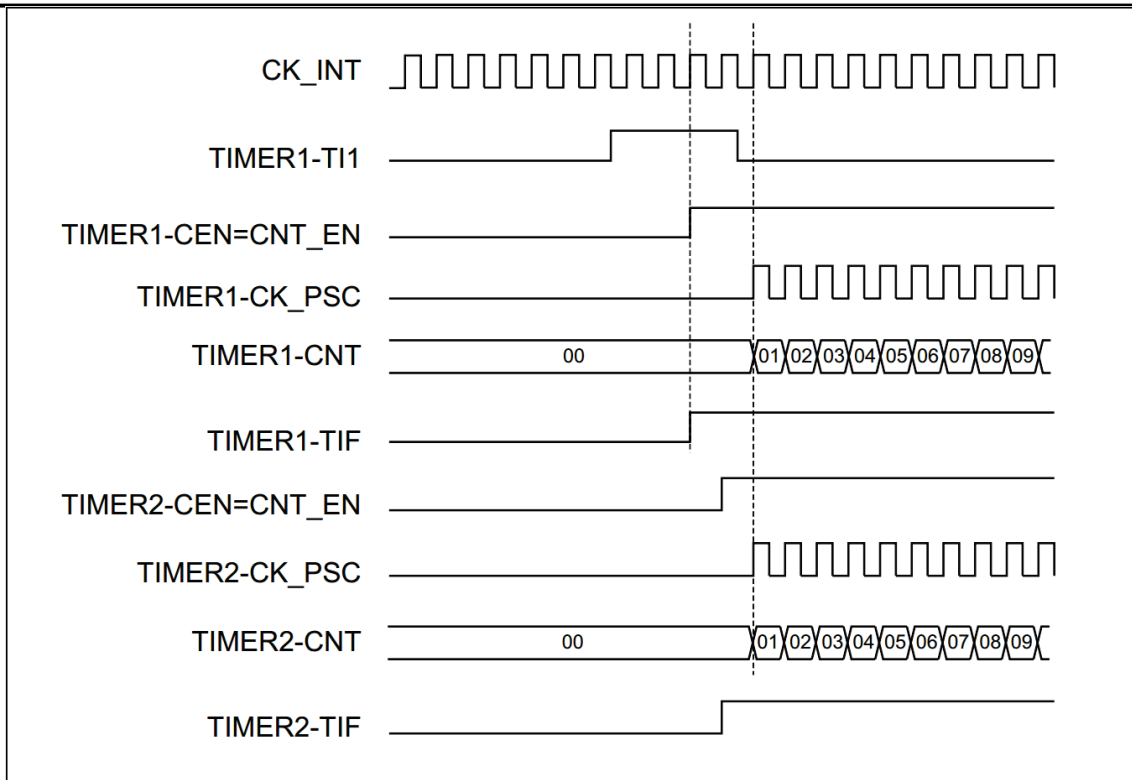 CK_INT
TIMER1-TI1
TIMER1-CEN=CNT_EN
TIMER1-CK_PSC
TIMER1-CNT 00 01 02 03 04 05 06 07 08 09
TIMER1-TIF
TIMER2-CEN=CNT_EN
TIMER2-CK_PSC
TIMER2-CNT 00 01 02 03 04 05 06 07 08 09
TIMER2-TIF